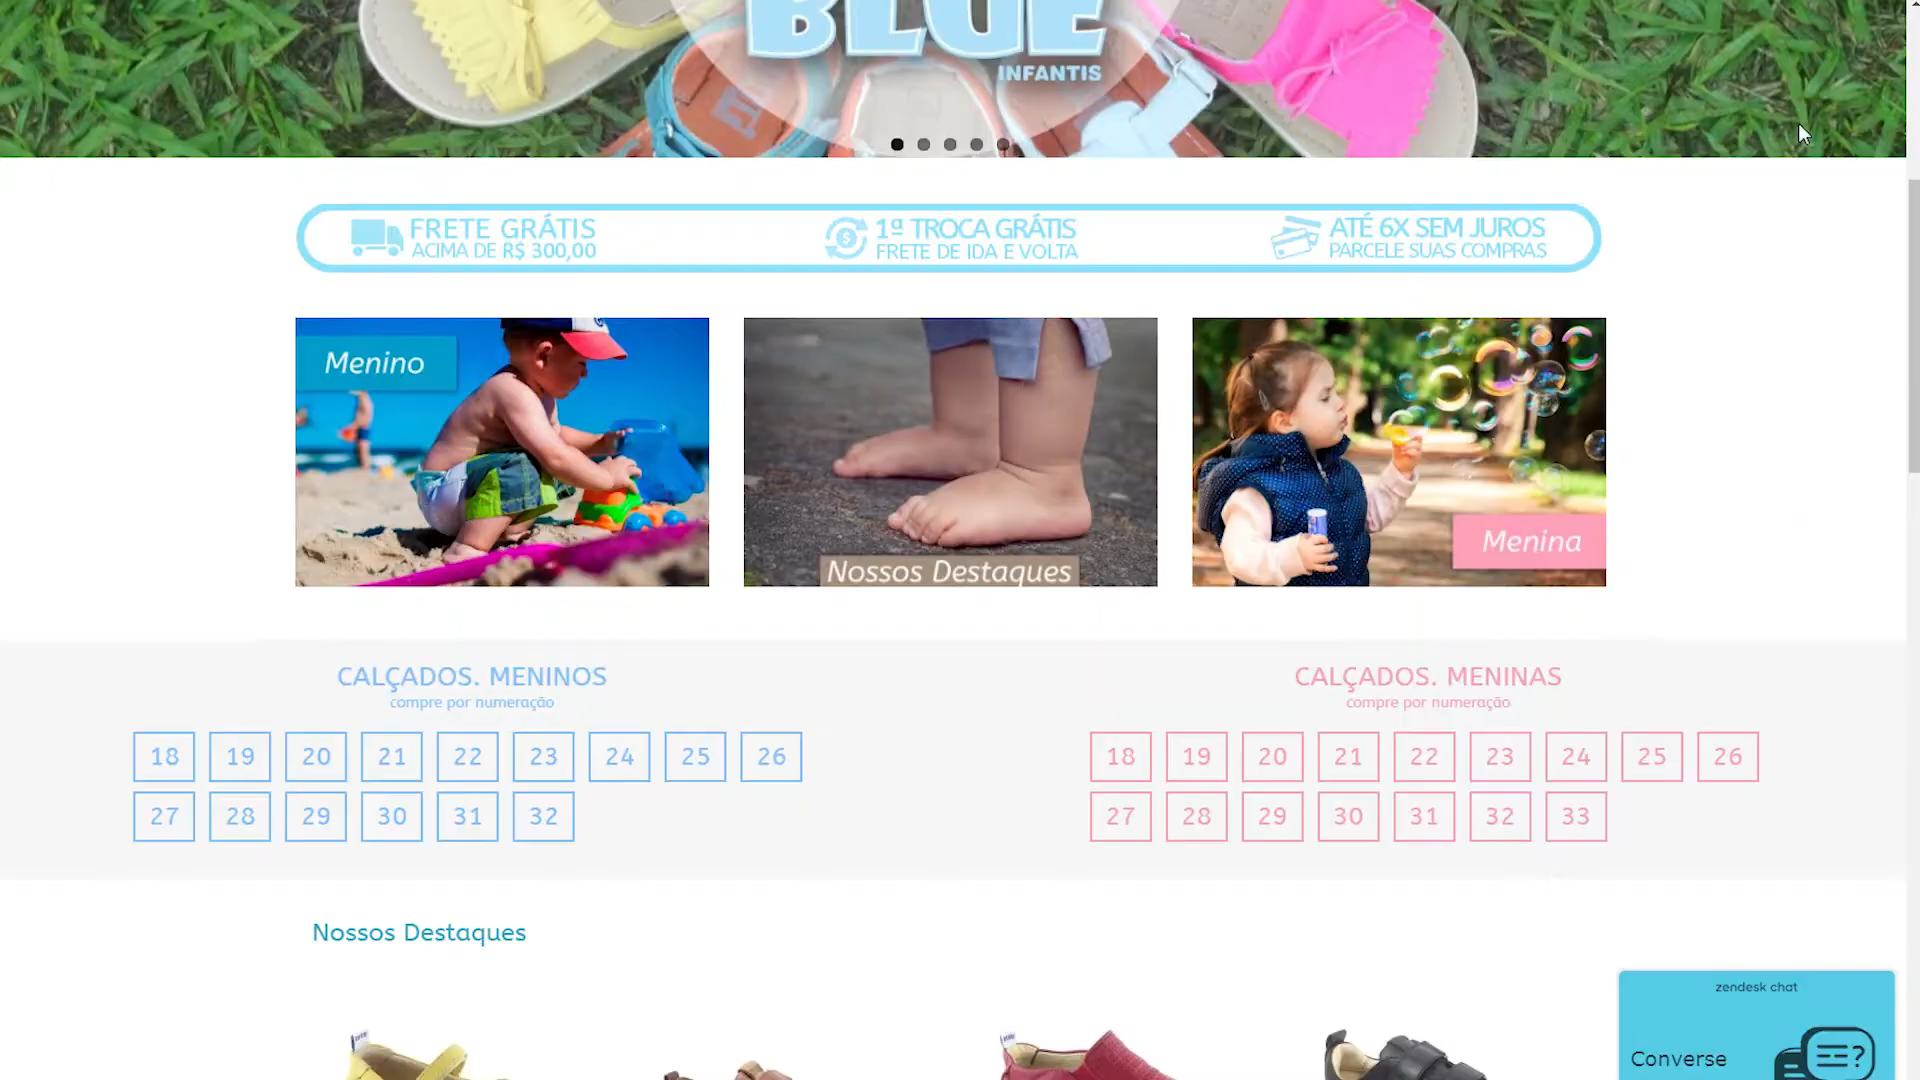 BLUE
INFANTIS
FRETE GRÁTIS
ACIMA DE R$ 300,00
1ª TROCA GRÁTIS
FRETE DE IDA E VOLTA
ATÉ 6X SEM JUROS
PARCELE SUAS COMPRAS
Menino
Nossos Destaques
Menina
CALÇADOS. MENINOS
compre por numeração
18 19 20 21 22 23 24 25 26
27 28 29 30 31 32
CALÇADOS. MENINAS
compre por numeração
18 19 20 21 22 23 24 25 26
27 28 29 30 31 32 33
Nossos Destaques
zendesk chat
Converse